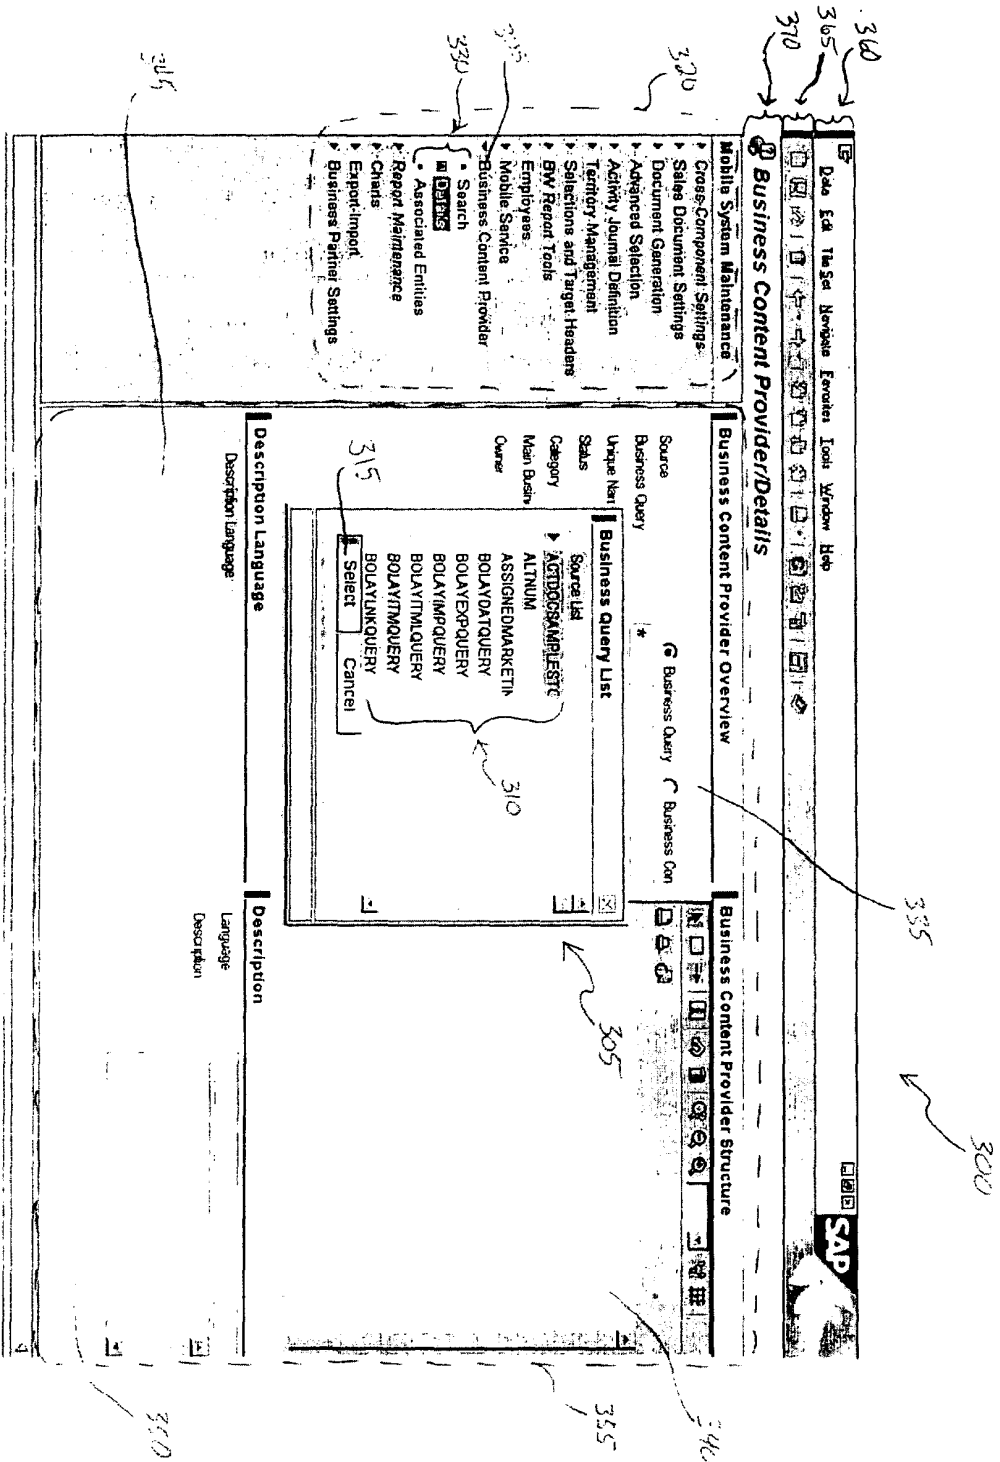 300
360
365
370
Data Edit Tile Set Navigate Favorites Tools Window Help
SAP
Business Content Provider/Details
320
Mobile System Maintenance
Cross-Component Settings
Sales Document Settings
Document Generation
Advanced Selection
Activity Journal Definition
Territory Management
Selections and Target Headers
BW Report Tools
Employees
Mobile Service
Business Content Provider
Search
Details
Associated Entities
Report Maintenance
Charts
Export-Import
Business Partner Settings
330
Business Content Provider Overview
Source
Business Query
Business Con
Business Query
*
Unique Nam
Status
Category
Main Busin
Owner
335
Business Query List
Source List
ACTDOCSAMPLESTO
ALTNUM
ASSIGNEDMARKETIN
BOLAYDATQUERY
BOLAYEXPQUERY
BOLAYIMPQUERY
BOLAYITMLQUERY
BOLAYITMQUERY
BOLAYLNKQUERY
Select
Cancel
310
315
305
Business Content Provider Structure
340
355
Description Language
Description Language
345
Description
Language
Description
350